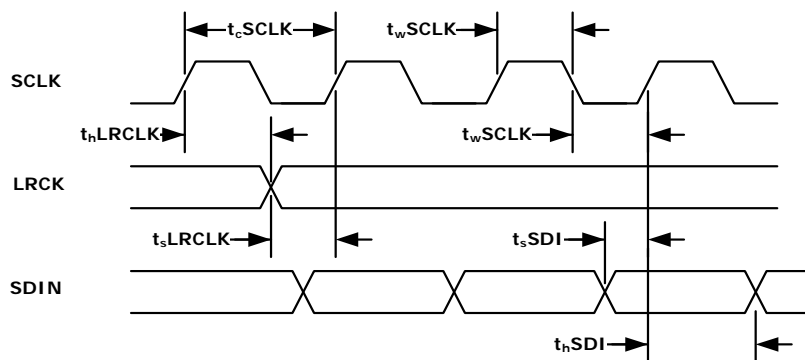 tcSCLK
twSCLK
SCLK
thLRCLK
twSCLK
LRCK
tsLRCLK
tsSDI
SDIN
thSDI